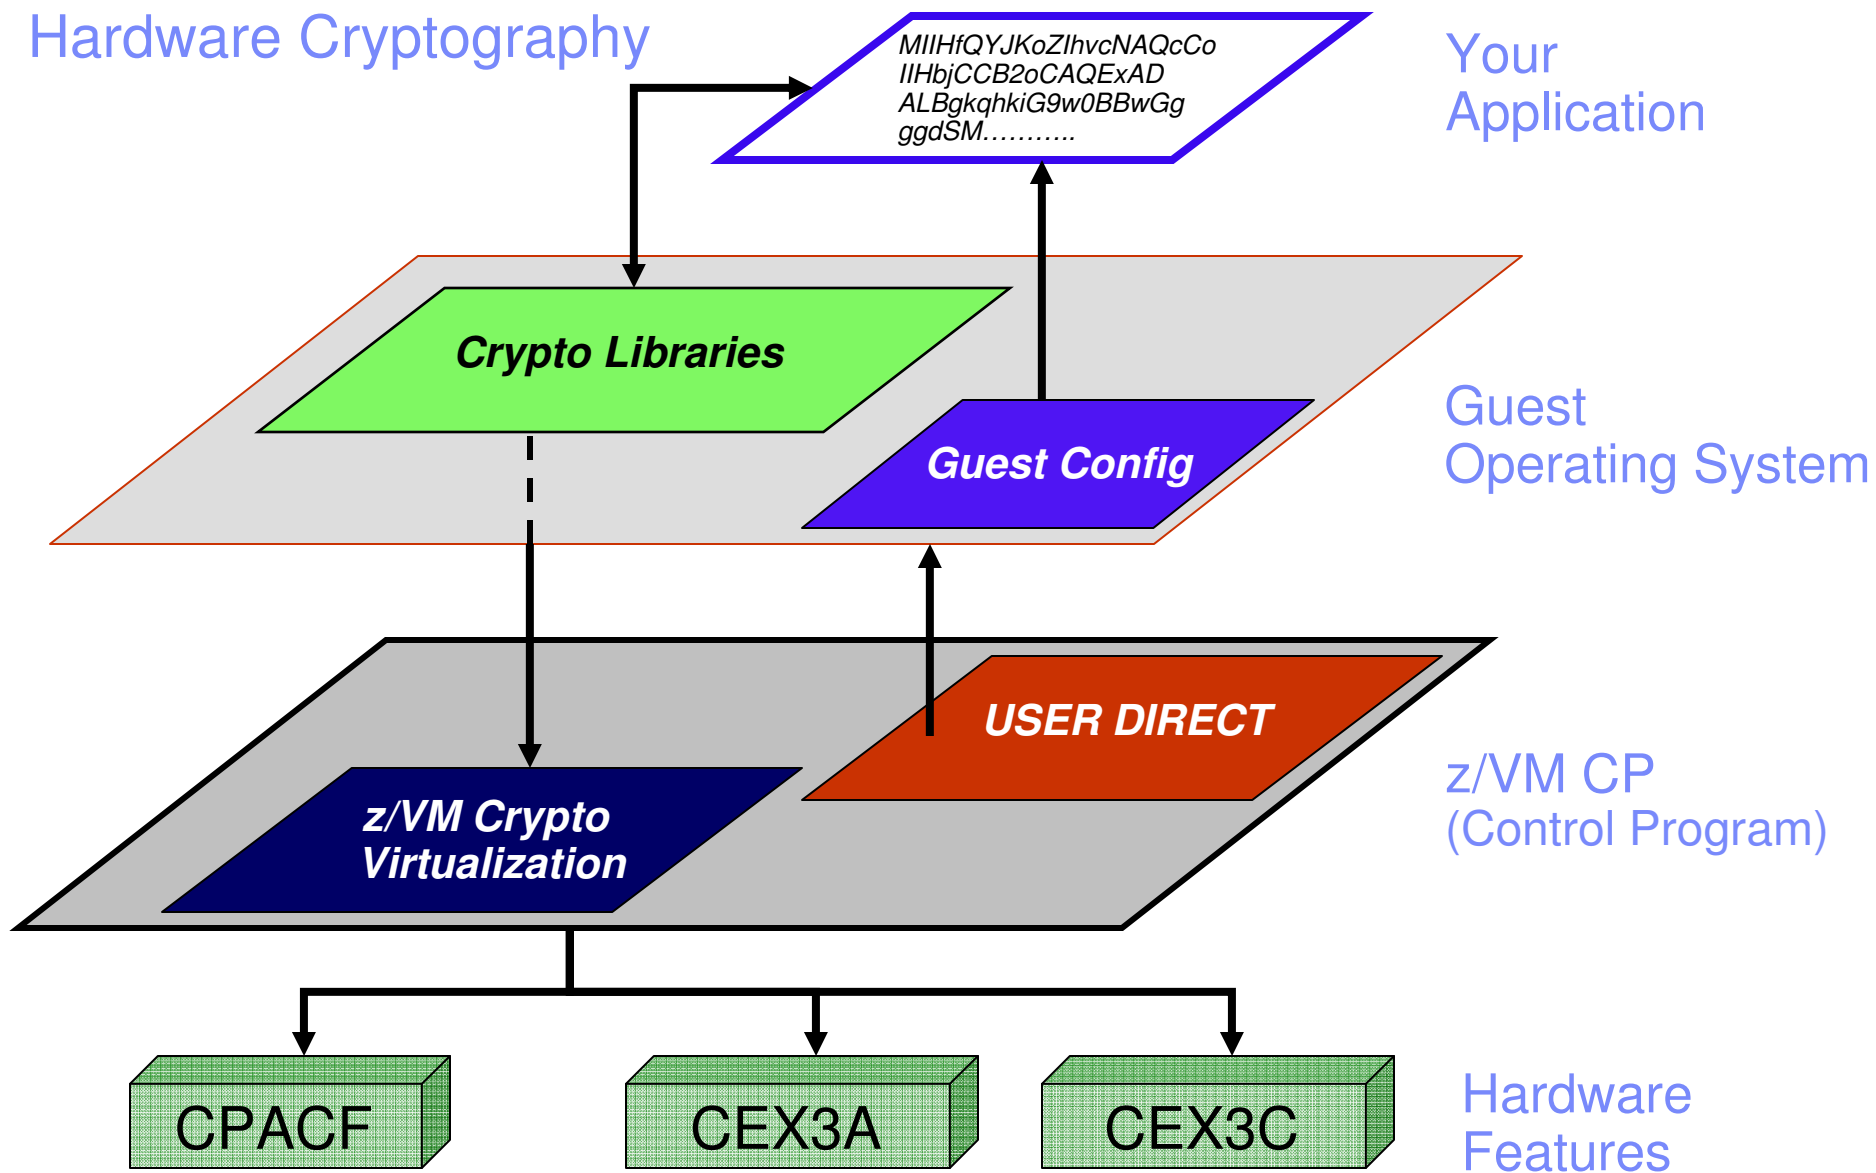 Hardware Cryptography
MIIHfQYJKoZIhvcNAQcCo
IIHbjCCB2oCAQExAD
ALBgkqhkiG9w0BBwGg
ggdSM………..
Your
Application
Crypto Libraries
Guest Config
Guest
Operating System
USER DIRECT
z/VM Crypto
Virtualization
z/VM CP
(Control Program)
CPACF
CEX3A
CEX3C
Hardware
Features